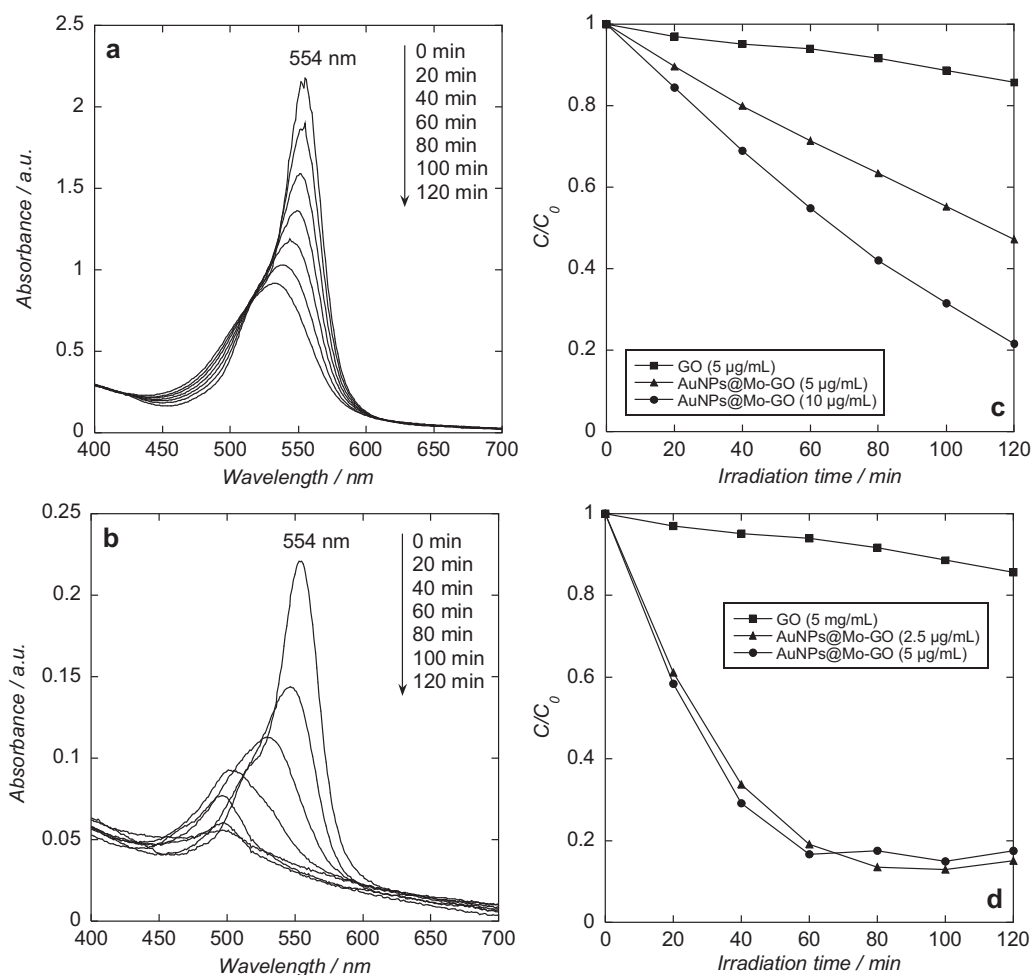 a
554 nm
0 min
20 min
40 min
60 min
80 min
100 min
120 min
2.5
2
1.5
1
0.5
0
Absorbance / a.u.
400 450 500 550 600 650 700
Wavelength / nm
1
0.8
0.6
0.4
0.2
0
C/C0
GO (5 µg/mL)
AuNPs@Mo-GO (5 µg/mL)
AuNPs@Mo-GO (10 µg/mL)
c
0 20 40 60 80 100 120
Irradiation time / min
b
554 nm
0 min
20 min
40 min
60 min
80 min
100 min
120 min
0.25
0.2
0.15
0.1
0.05
0
Absorbance / a.u.
400 450 500 550 600 650 700
Wavelength / nm
1
0.8
0.6
0.4
0.2
0
C/C0
GO (5 mg/mL)
AuNPs@Mo-GO (2.5 µg/mL)
AuNPs@Mo-GO (5 µg/mL)
d
0 20 40 60 80 100 120
Irradiation time / min